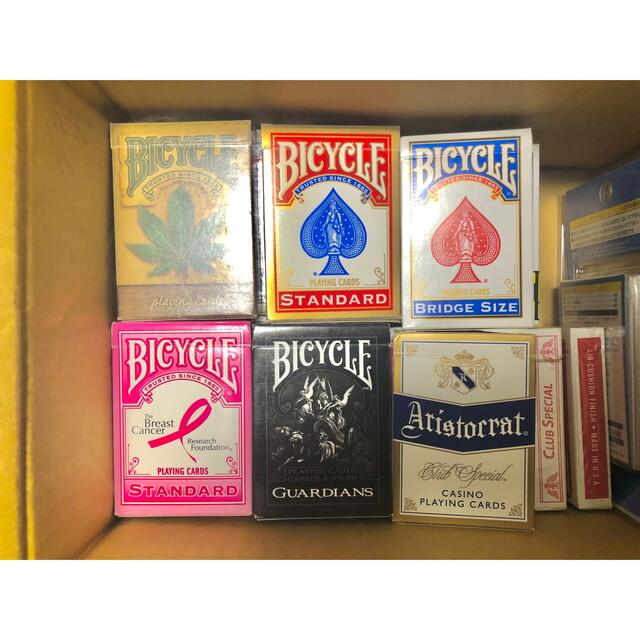 BICYCLE
TRUSTED SINCE 1885
playing cards
BICYCLE
TRUSTED SINCE 1885
PLAYING CARDS
STANDARD
BICYCLE
TRUSTED SINCE 1885
PLAYING CARDS
BRIDGE SIZE
BICYCLE
TRUSTED SINCE 1885
The
Breast
Cancer
Research
Foundation
PLAYING CARDS
STANDARD
BICYCLE
PLAYING CARDS
CARTES À JOUER
GUARDIANS
Aristocrat
Club Special
CASINO
PLAYING CARDS
CLUB SPECIAL
AIR-CUSHION FINISH • MADE IN U.S.A